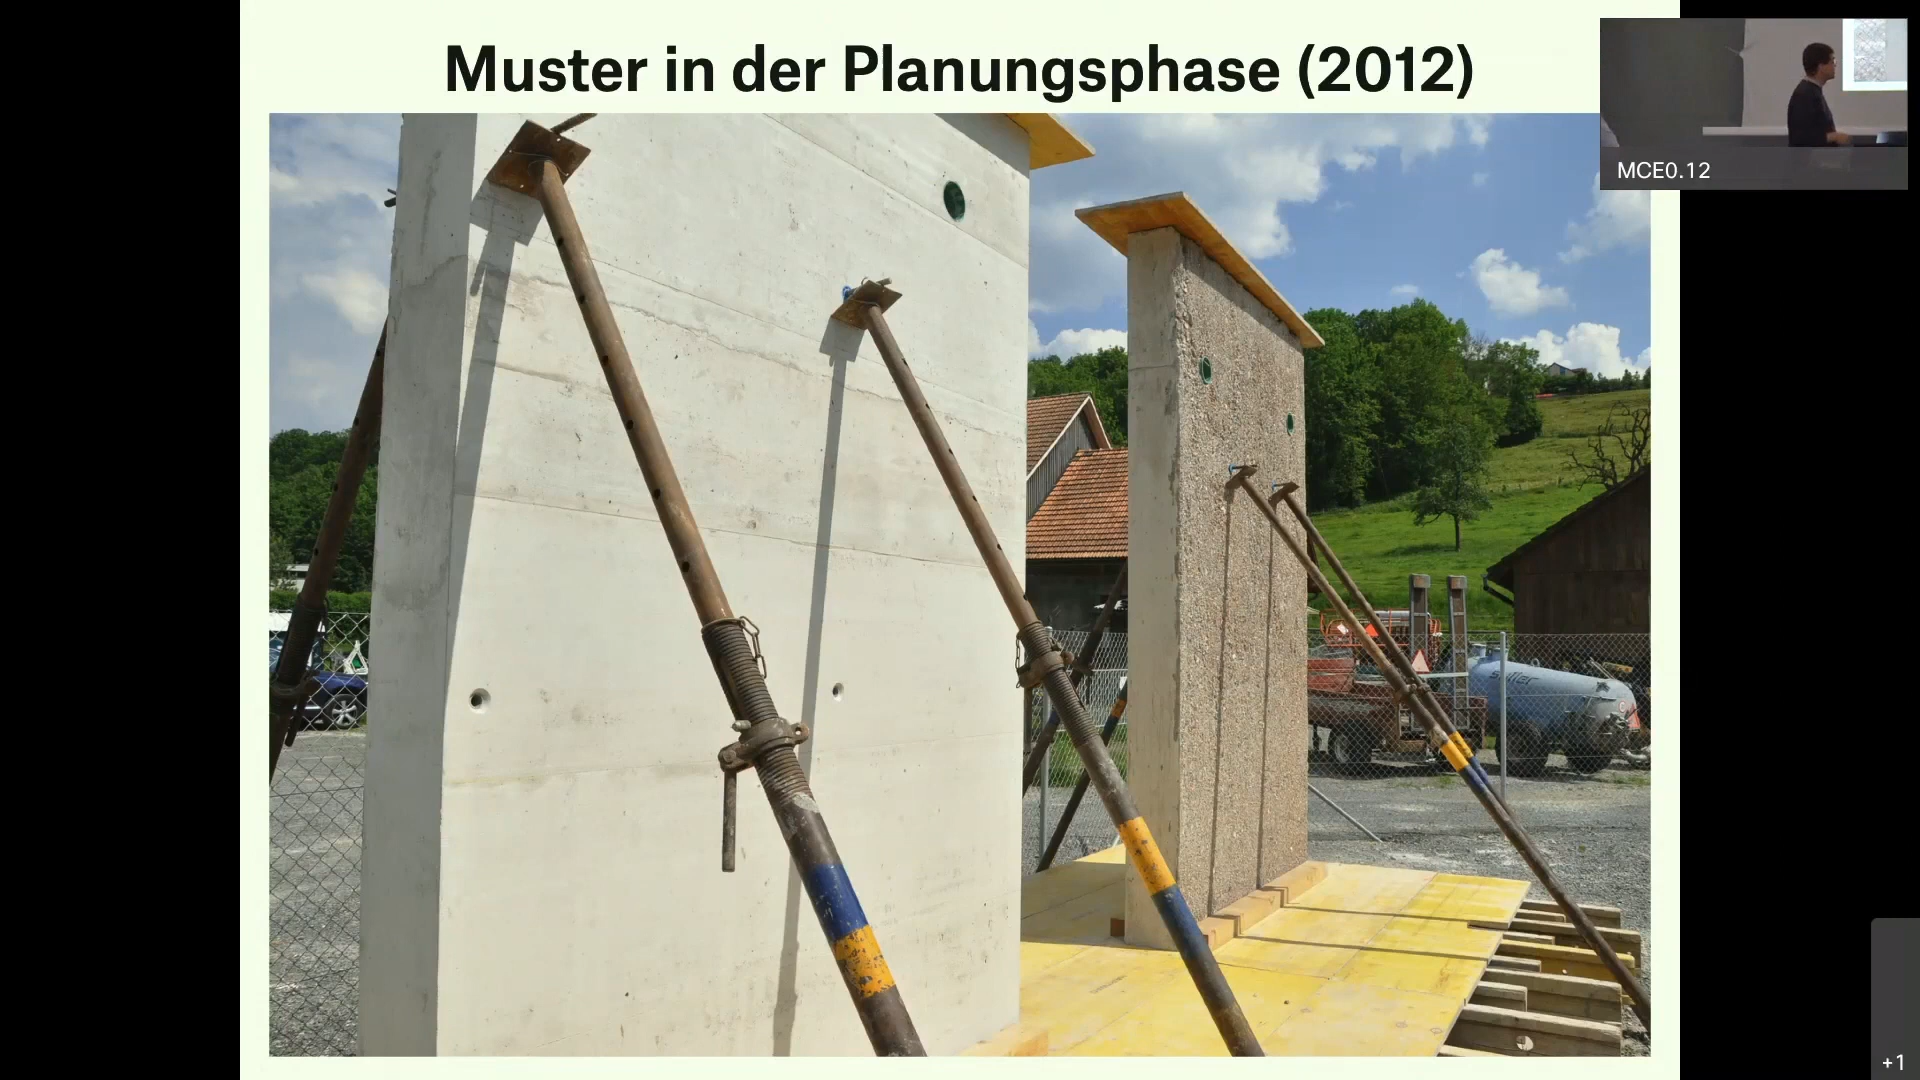 Muster in der Planungsphase (2012)
MCE0.12
+1